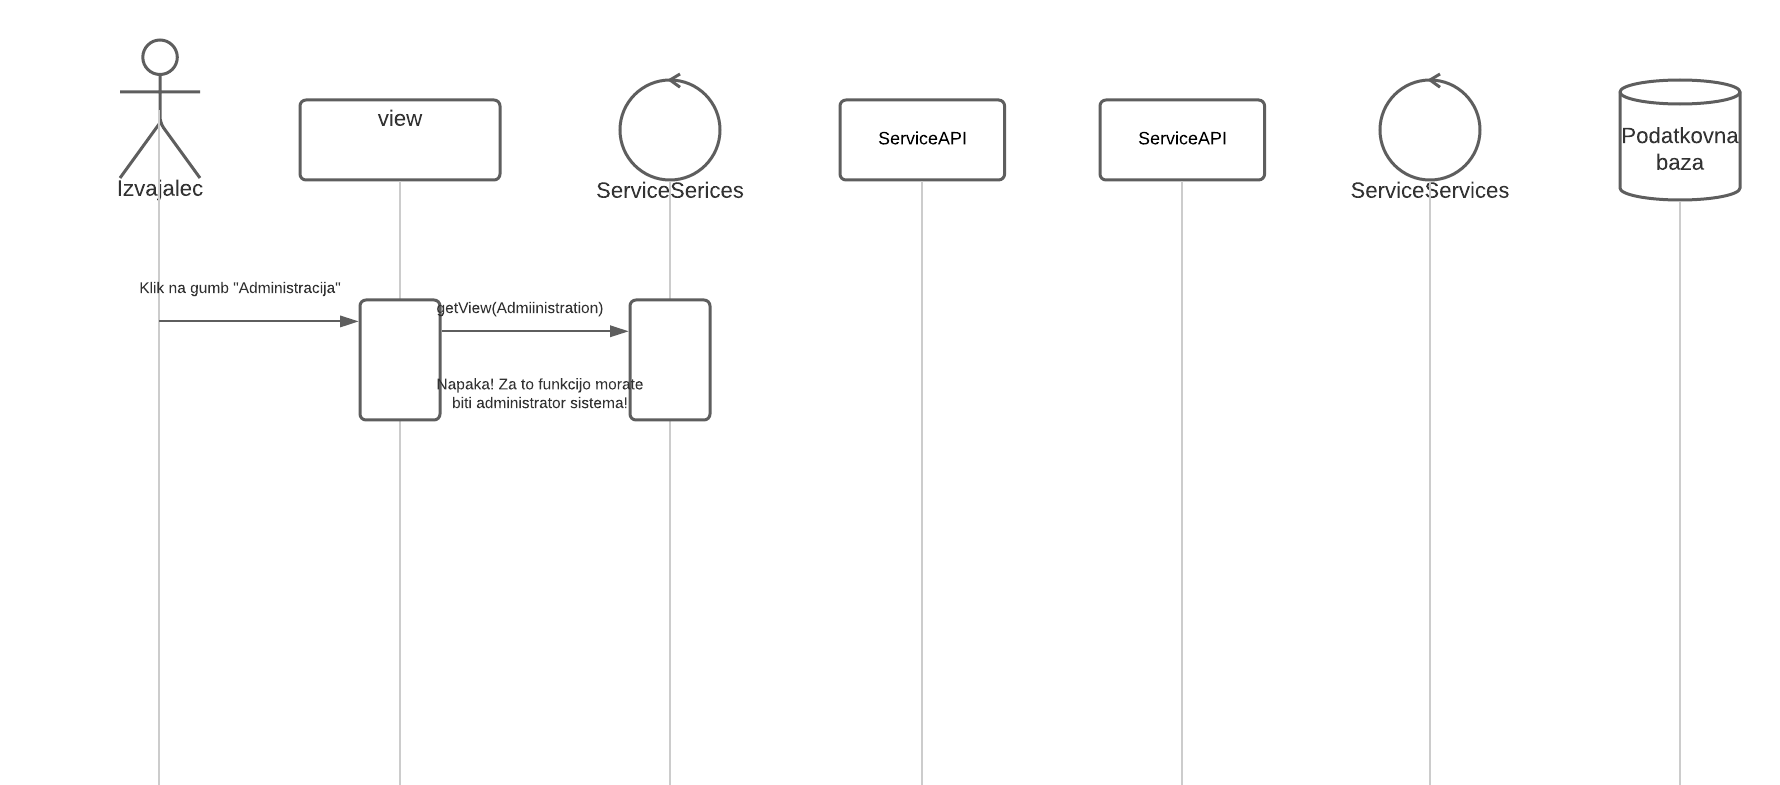 Izvajalec
view
ServiceSerices
ServiceAPI
ServiceAPI
ServiceServices
Podatkovna
baza
Klik na gumb "Administracija"
getView(Admiinistration)
Napaka! Za to funkcijo morate
biti administrator sistema!